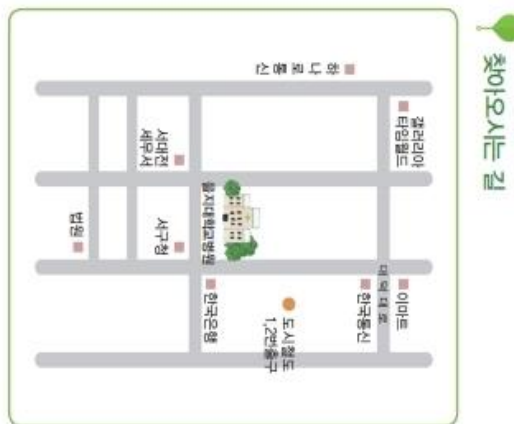 찾아오시는 길
갤러리아
타임월드
이마트
대덕대로
한국통신
하나로통신
도시철도
1,2번출구
을지대학교병원
한국은행
서대전
세무서
서구청
법원